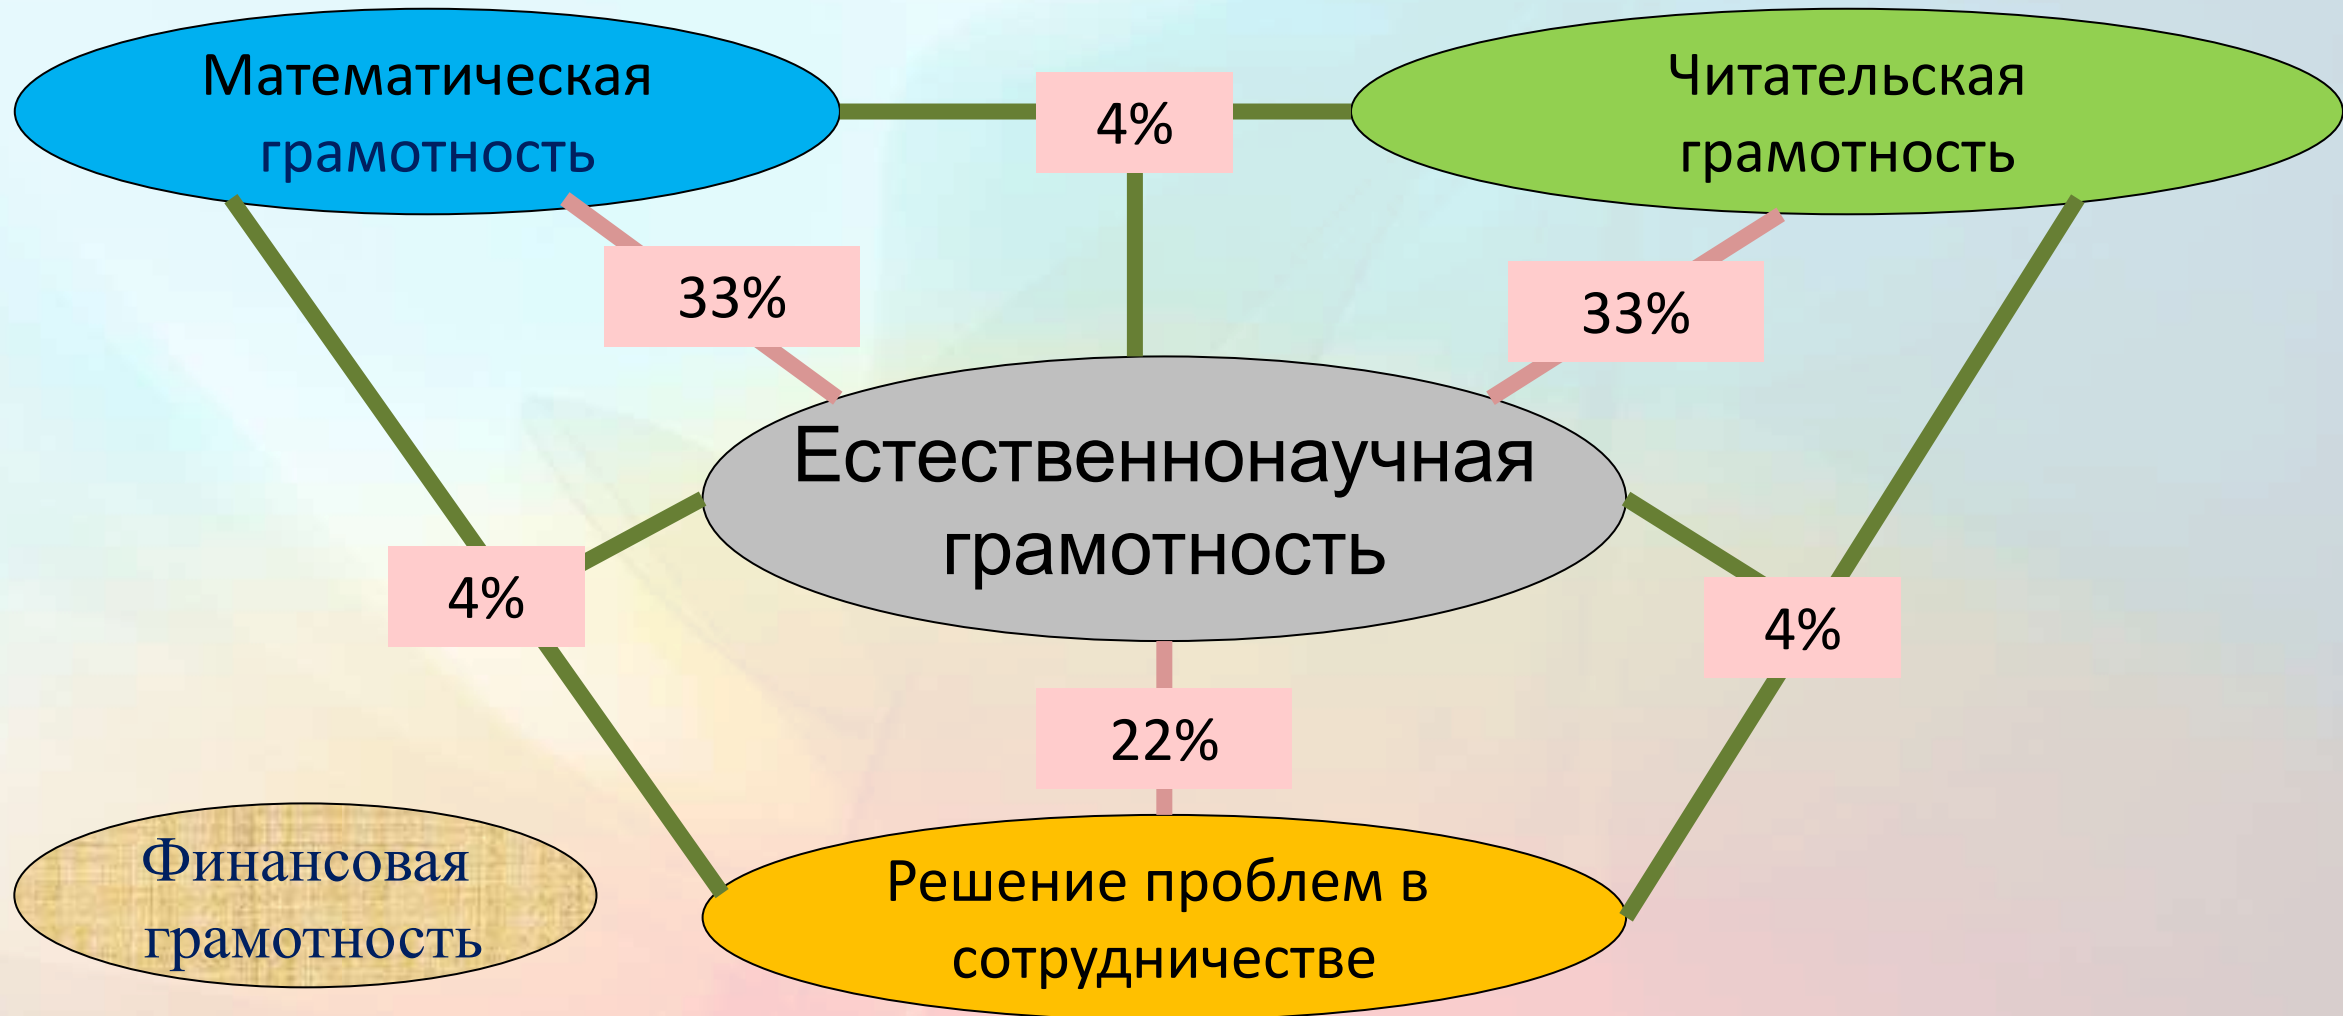 Математическая
грамотность
4%
Читательская
грамотность
33%
33%
Естественнонаучная
грамотность
4%
4%
22%
Финансовая
грамотность
Решение проблем в
сотрудничестве